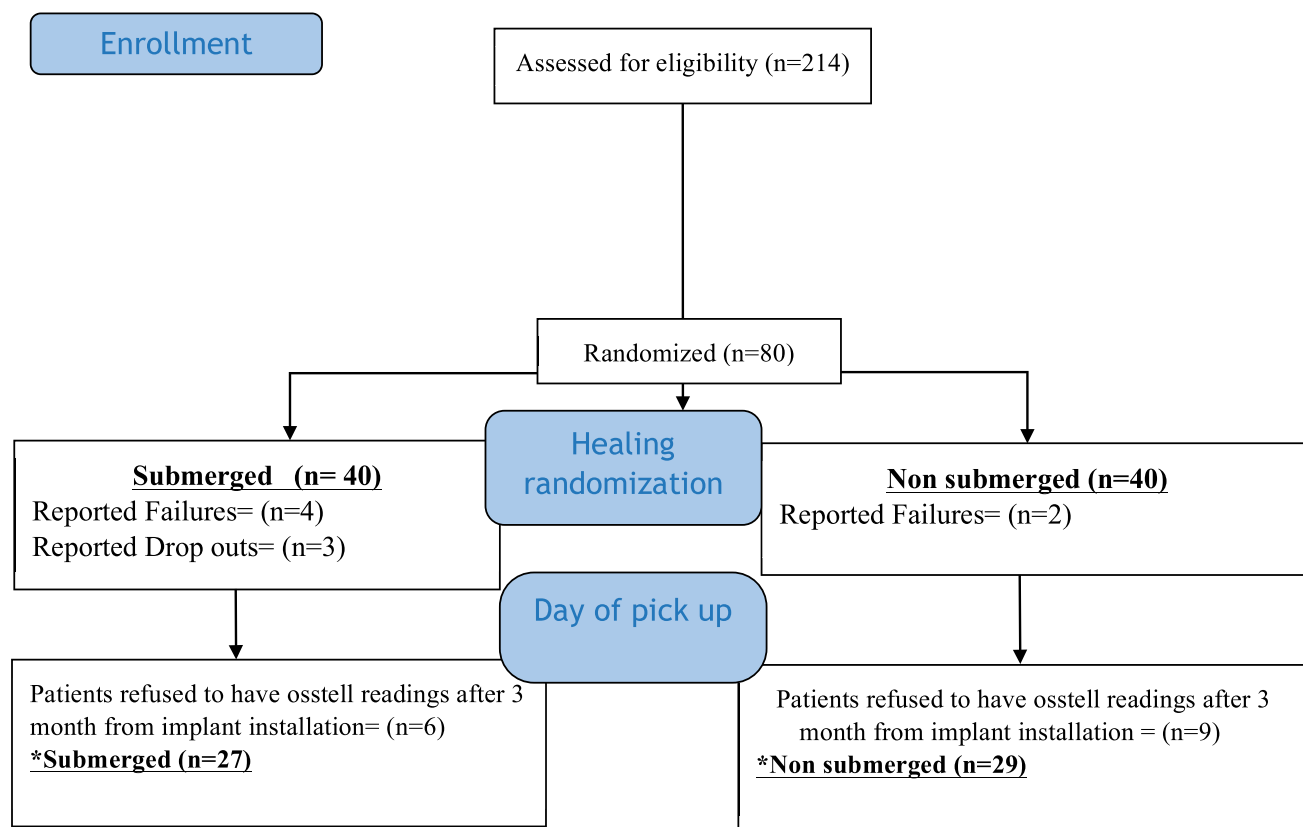 Enrollment
Assessed for eligibility (n=214)
Randomized (n=80)
Healing
randomization
Submerged (n= 40)
Reported Failures= (n=4)
Reported Drop outs= (n=3)
Non submerged (n=40)
Reported Failures= (n=2)
Day of pick up
Patients refused to have osstell readings after 3
month from implant installation= (n=6)
*Submerged (n=27)
Patients refused to have osstell readings after 3
month from implant installation = (n=9)
*Non submerged (n=29)